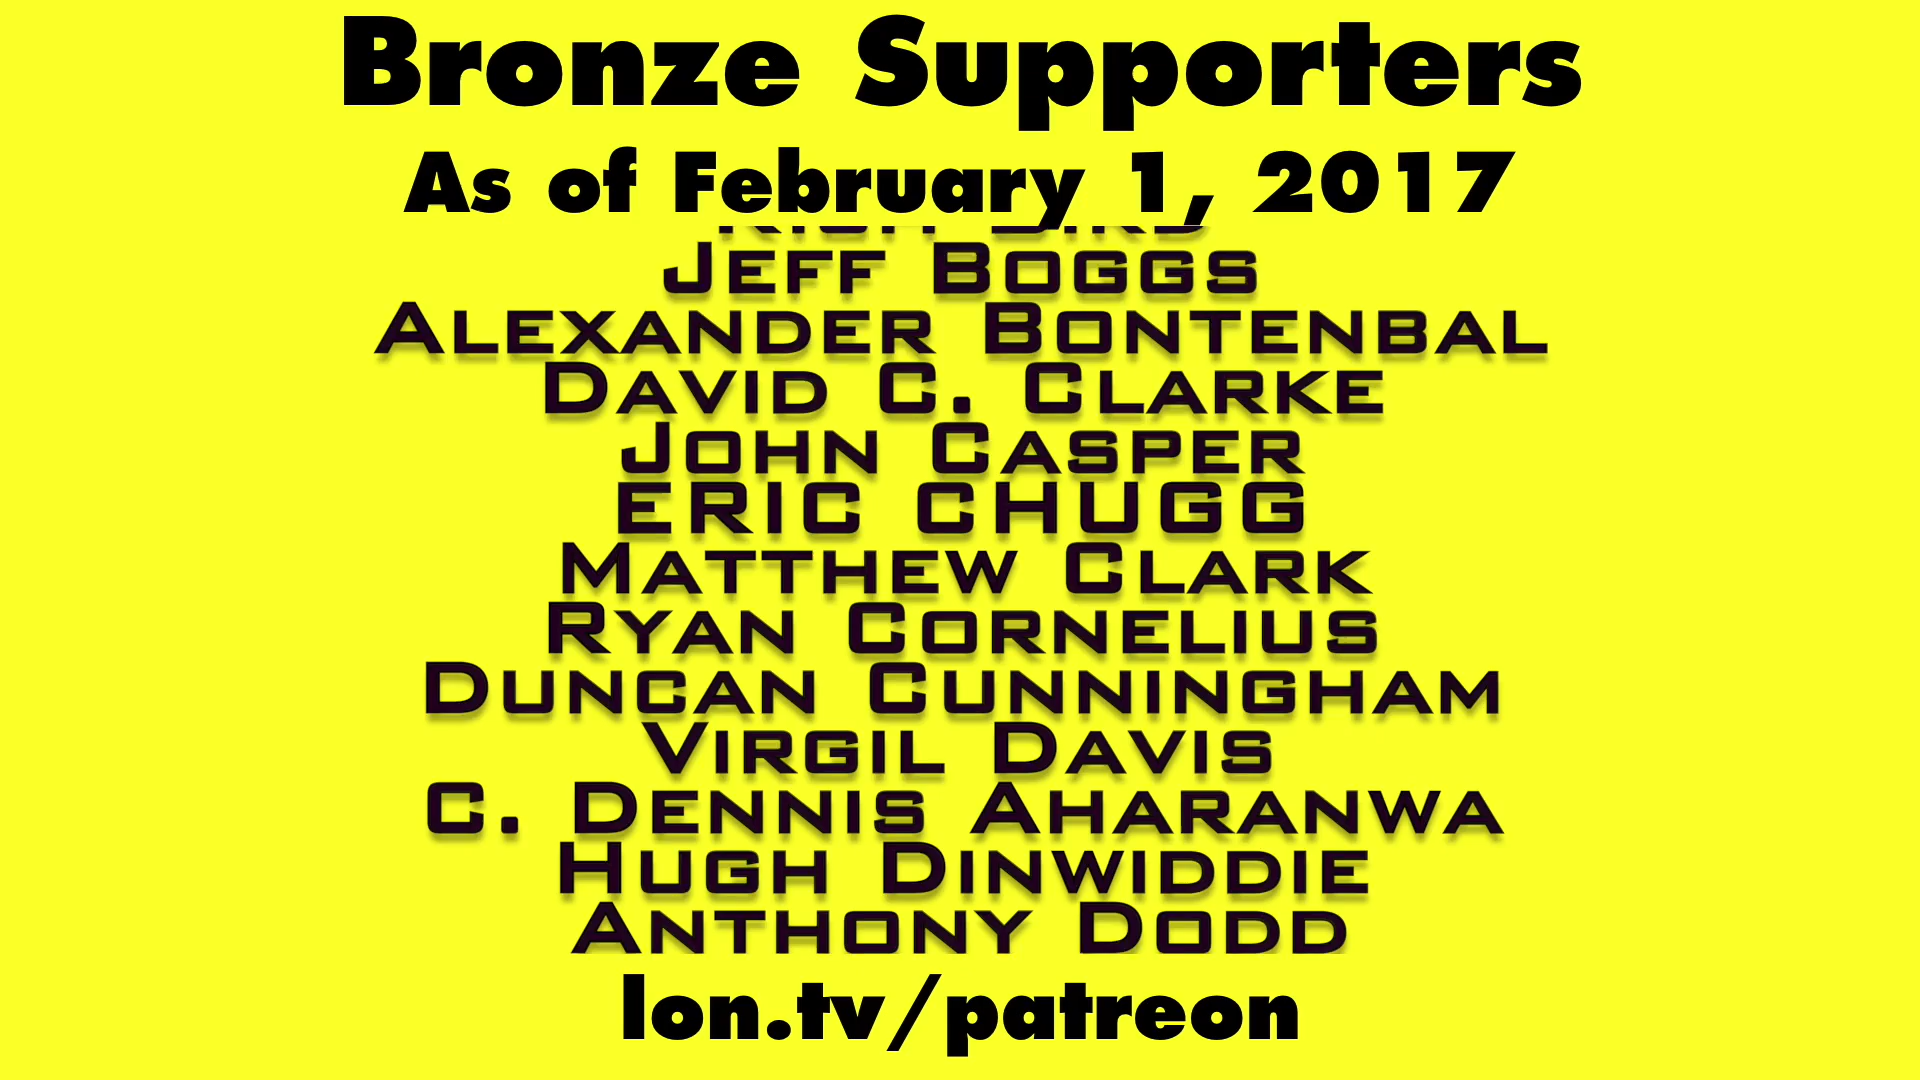 Bronze Supporters
As of February 1, 2017
Jeff Boggs
Alexander Bontenbal
David C. Clarke
John Casper
ERIC CHUGG
Matthew Clark
Ryan Cornelius
Duncan Cunningham
Virgil Davis
C. Dennis Aharanwa
Hugh Dinwiddie
Anthony Dodd
lon.tv/patreon